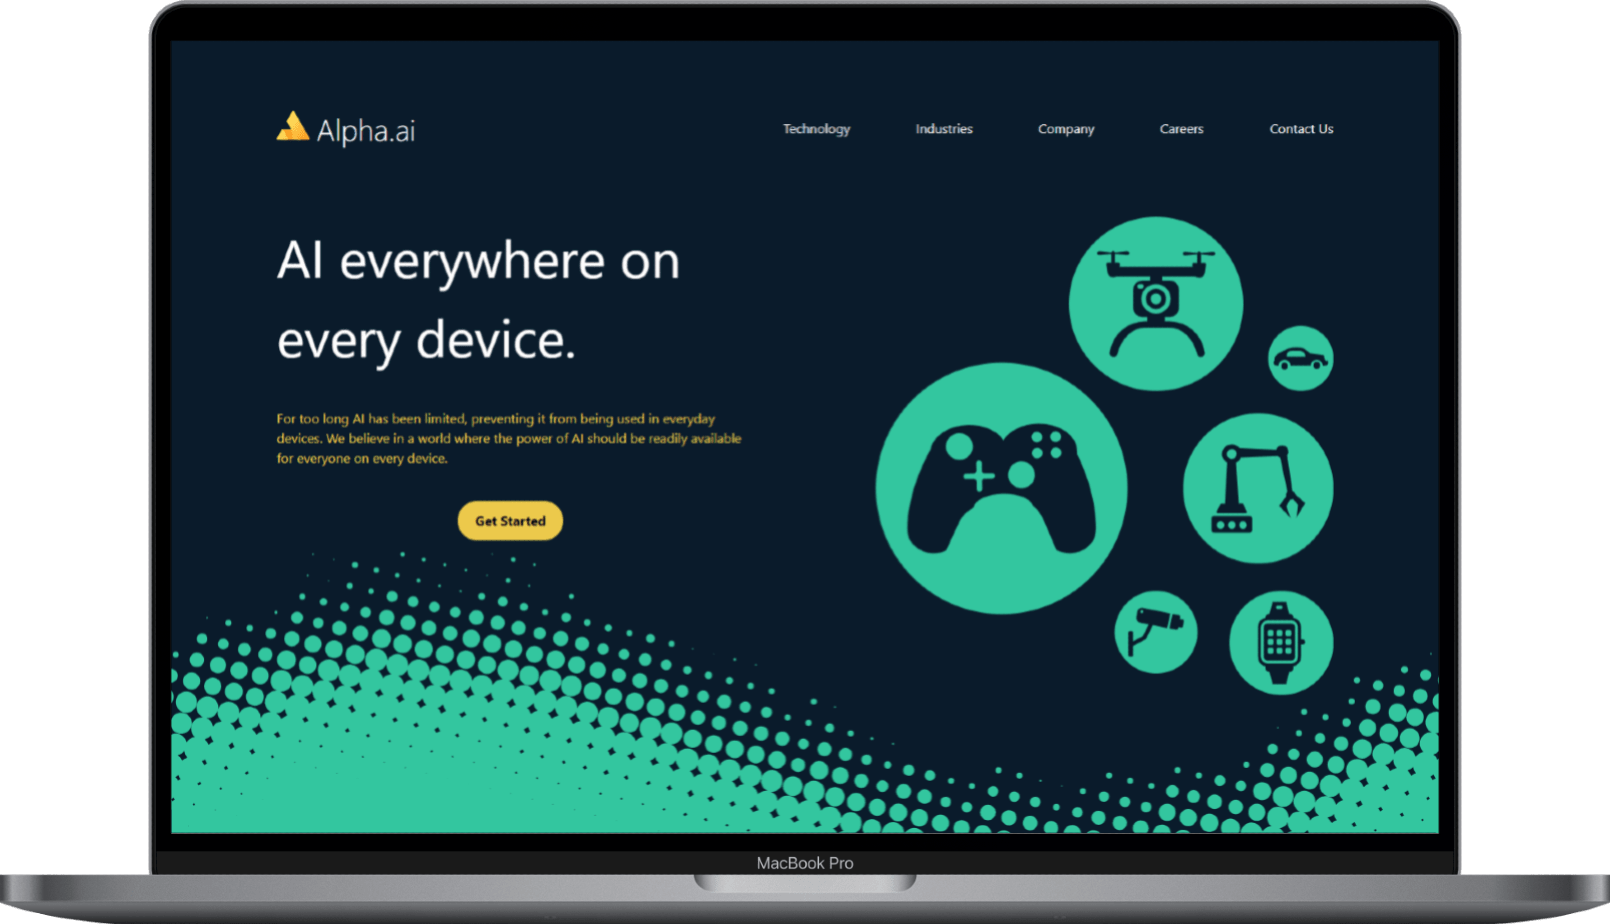 Alpha.ai
Technology Industries Company Careers Contact Us
AI everywhere on
every device.
For too long AI has been limited, preventing it from being used in everyday
devices. We believe in a world where the power of AI should be readily available
for everyone on every device.
Get Started
MacBook Pro